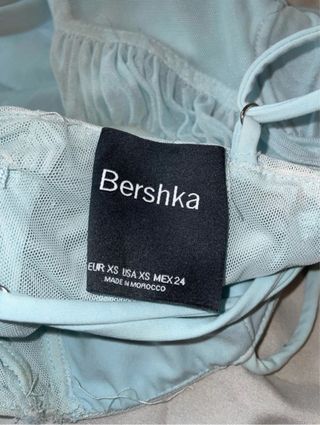 Bershka
EUR XS USA XS MEX 24
MADE IN MOROCCO